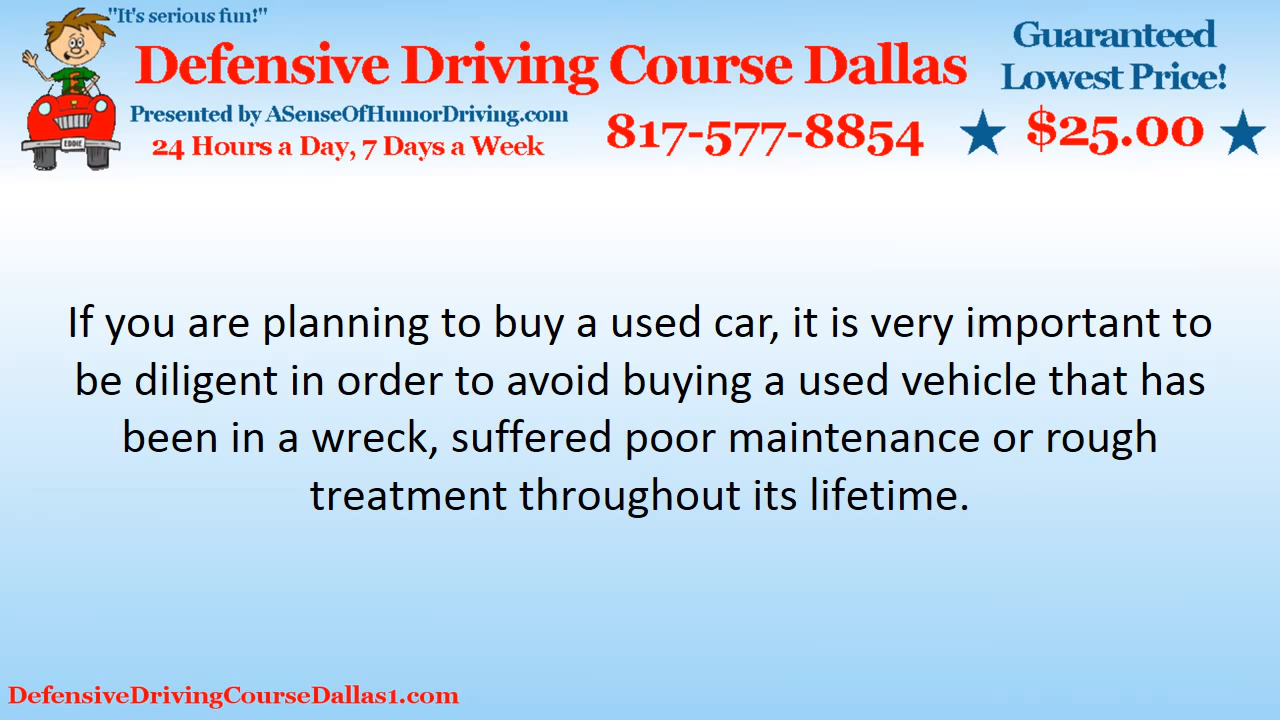 "It's serious fun!"
Defensive Driving Course Dallas
Presented by ASenseOfHumorDriving.com
24 Hours a Day, 7 Days a Week
817-577-8854
Guaranteed
Lowest Price!
$25.00
E
EDDIE
If you are planning to buy a used car, it is very important to
be diligent in order to avoid buying a used vehicle that has
been in a wreck, suffered poor maintenance or rough
treatment throughout its lifetime.
DefensiveDrivingCourseDallas1.com